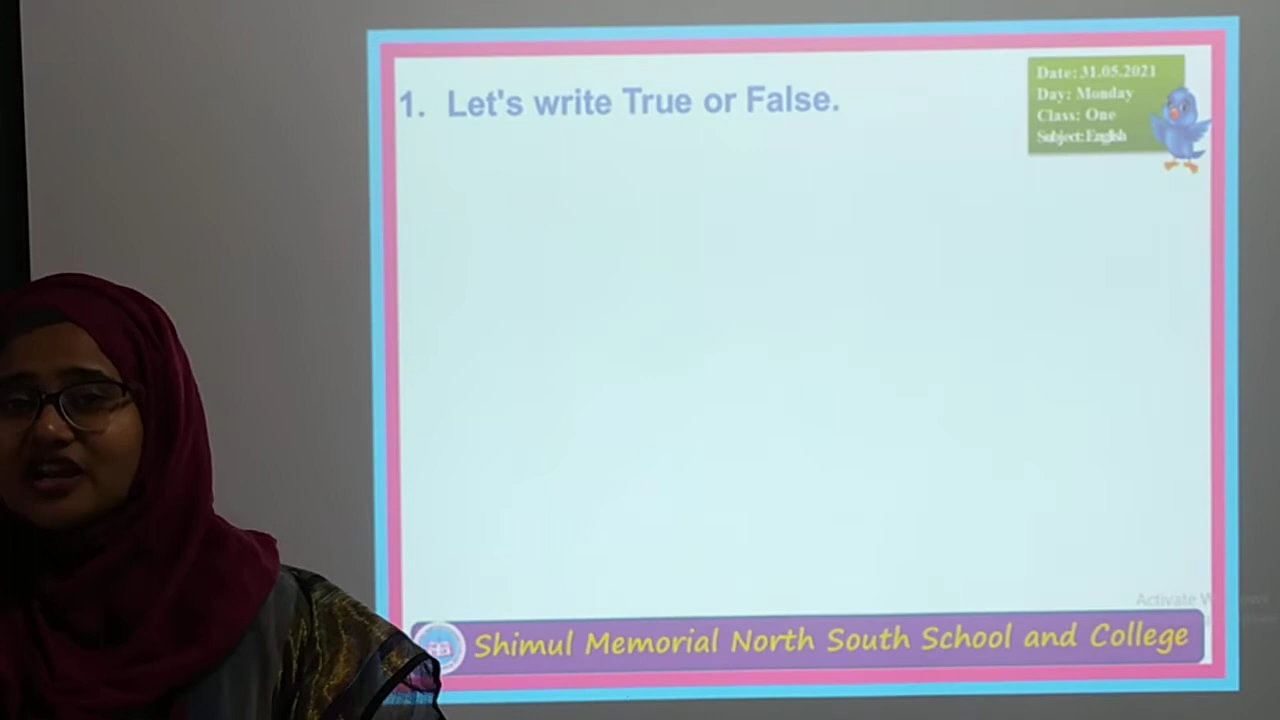 1. Let's write True or False.
Date: 31.05.2021
Day: Monday
Class: One
Subject: English
Activate
Shimul Memorial North South School and College